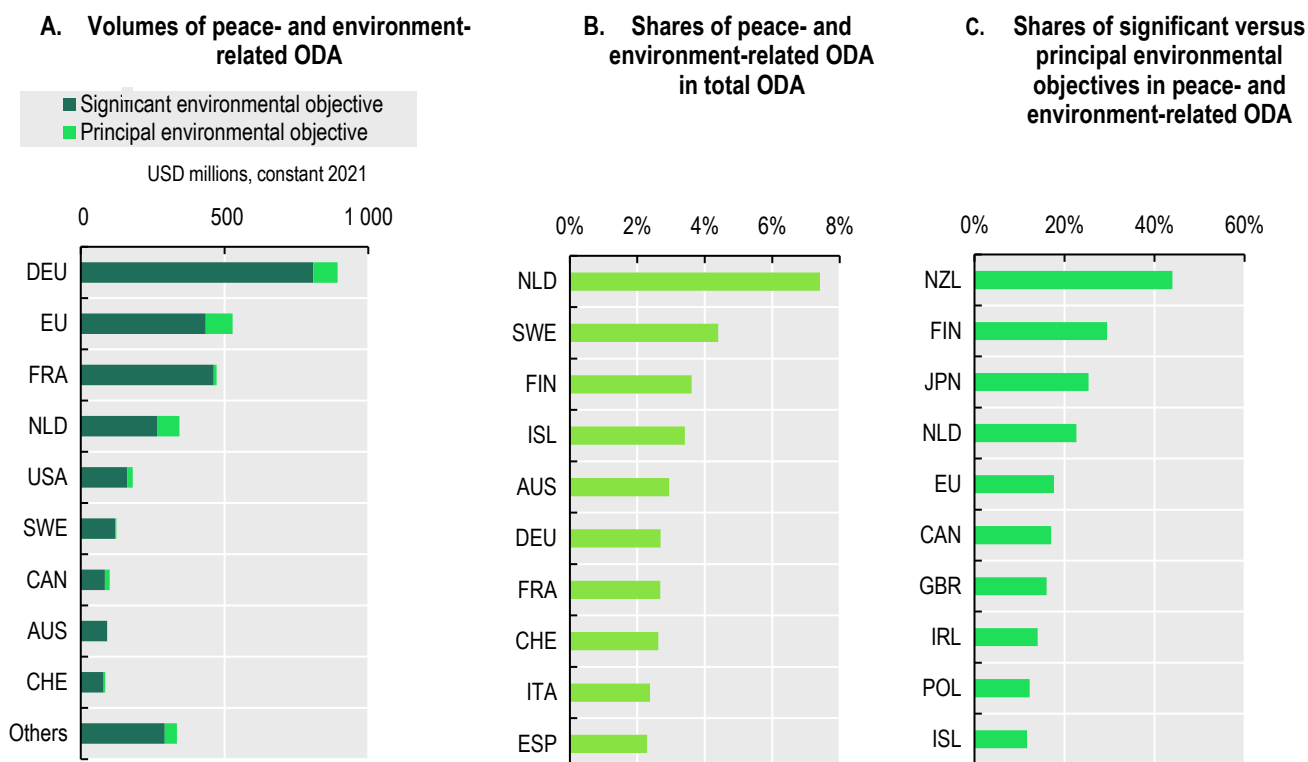 A. Volumes of peace- and environment-
related ODA
Significant environmental objective
Principal environmental objective
USD millions, constant 2021
0 500 1 000
DEU
EU
FRA
NLD
USA
SWE
CAN
AUS
CHE
Others
B. Shares of peace- and
environment-related ODA
in total ODA
0% 2% 4% 6% 8%
NLD
SWE
FIN
ISL
AUS
DEU
FRA
CHE
ITA
ESP
C. Shares of significant versus
principal environmental
objectives in peace- and
environment-related ODA
0% 20% 40% 60%
NZL
FIN
JPN
NLD
EU
CAN
GBR
IRL
POL
ISL